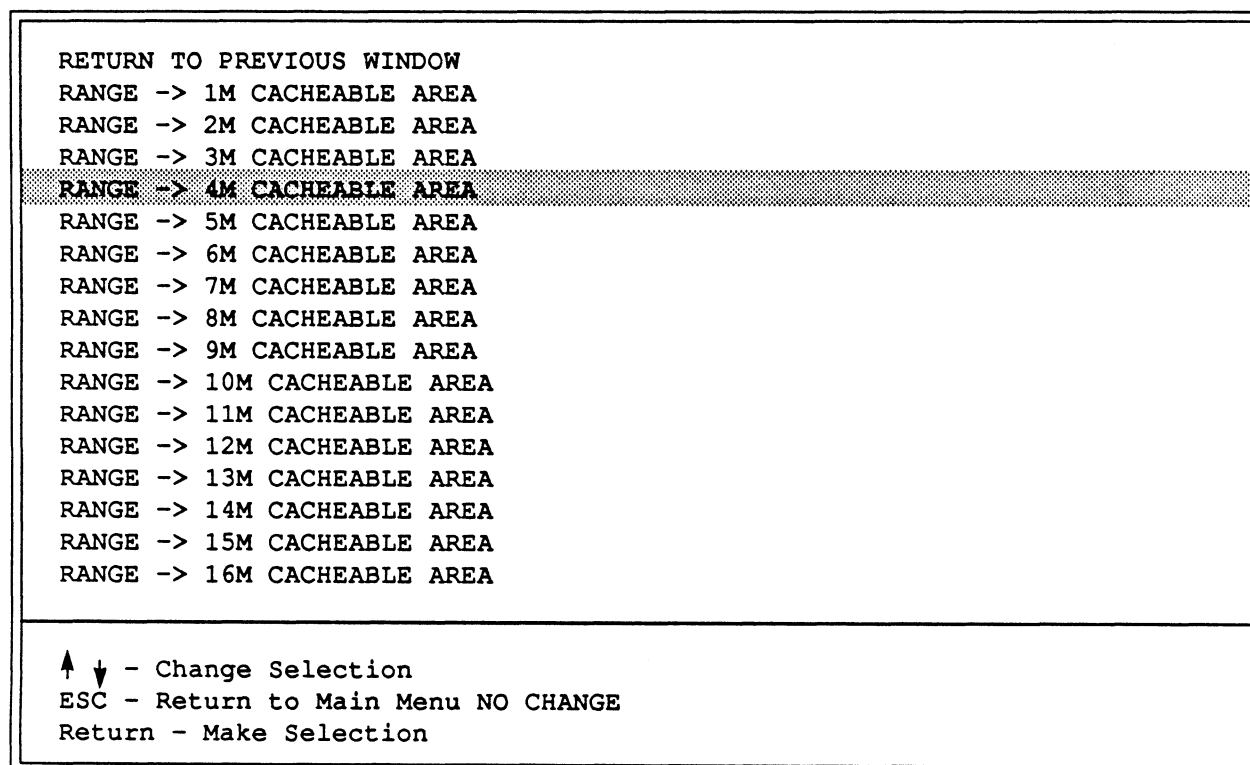 RETURN TO PREVIOUS WINDOW
RANGE -> 1M CACHEABLE AREA
RANGE -> 2M CACHEABLE AREA
RANGE -> 3M CACHEABLE AREA
RANGE -> 4M CACHEABLE AREA
RANGE -> 5M CACHEABLE AREA
RANGE -> 6M CACHEABLE AREA
RANGE -> 7M CACHEABLE AREA
RANGE -> 8M CACHEABLE AREA
RANGE -> 9M CACHEABLE AREA
RANGE -> 10M CACHEABLE AREA
RANGE -> 11M CACHEABLE AREA
RANGE -> 12M CACHEABLE AREA
RANGE -> 13M CACHEABLE AREA
RANGE -> 14M CACHEABLE AREA
RANGE -> 15M CACHEABLE AREA
RANGE -> 16M CACHEABLE AREA
↑ ↓ - Change Selection
ESC - Return to Main Menu NO CHANGE
Return - Make Selection